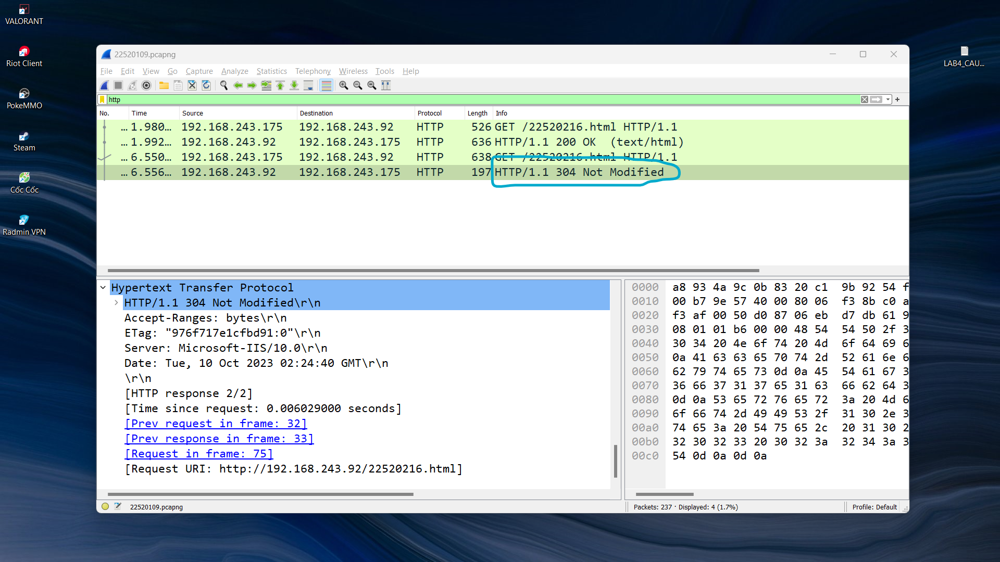 VALORANT
Riot Client
PokeMMO
Steam
Cốc Cốc
Radmin VPN
LAB4_CAU...
22520109.pcapng
File Edit View Go Capture Analyze Statistics Telephony Wireless Tools Help
http
No. Time Source Destination Protocol Length Info
... 1.980... 192.168.243.175 192.168.243.92 HTTP 526 GET /22520216.html HTTP/1.1
... 1.992... 192.168.243.92 192.168.243.175 HTTP 636 HTTP/1.1 200 OK (text/html)
... 6.550... 192.168.243.175 192.168.243.92 HTTP 638 GET /22520216.html HTTP/1.1
... 6.556... 192.168.243.92 192.168.243.175 HTTP 197 HTTP/1.1 304 Not Modified
Hypertext Transfer Protocol
HTTP/1.1 304 Not Modified\r\n
Accept-Ranges: bytes\r\n
ETag: "976f717e1cfbd91:0"\r\n
Server: Microsoft-IIS/10.0\r\n
Date: Tue, 10 Oct 2023 02:24:40 GMT\r\n
\r\n
[HTTP response 2/2]
[Time since request: 0.006029000 seconds]
[Prev request in frame: 32]
[Prev response in frame: 33]
[Request in frame: 75]
[Request URI: http://192.168.243.92/22520216.html]
0000 a8 93 4a 9c 0b 83 20 c1 9b 92 54 f
0010 00 b7 9e 57 40 00 80 06 f3 8b c0 a
0020 f3 af 00 50 d0 87 06 eb d7 db 61 9
0030 08 01 01 b6 00 00 48 54 54 50 2f 3
0040 30 34 20 4e 6f 74 20 4d 6f 64 69 6
0050 0a 41 63 63 65 70 74 2d 52 61 6e 6
0060 62 79 74 65 73 0d 0a 45 54 61 67 3
0070 36 66 37 31 37 65 31 63 66 62 64 3
0080 0d 0a 53 65 72 76 65 72 3a 20 4d 6
0090 6f 66 74 2d 49 49 53 2f 31 30 2e 3
00a0 74 65 3a 20 54 75 65 2c 20 31 30 2
00b0 32 30 32 33 20 30 32 3a 32 34 3a 3
00c0 54 0d 0a 0d 0a
22520109.pcapng
Packets: 237 · Displayed: 4 (1.7%)
Profile: Default